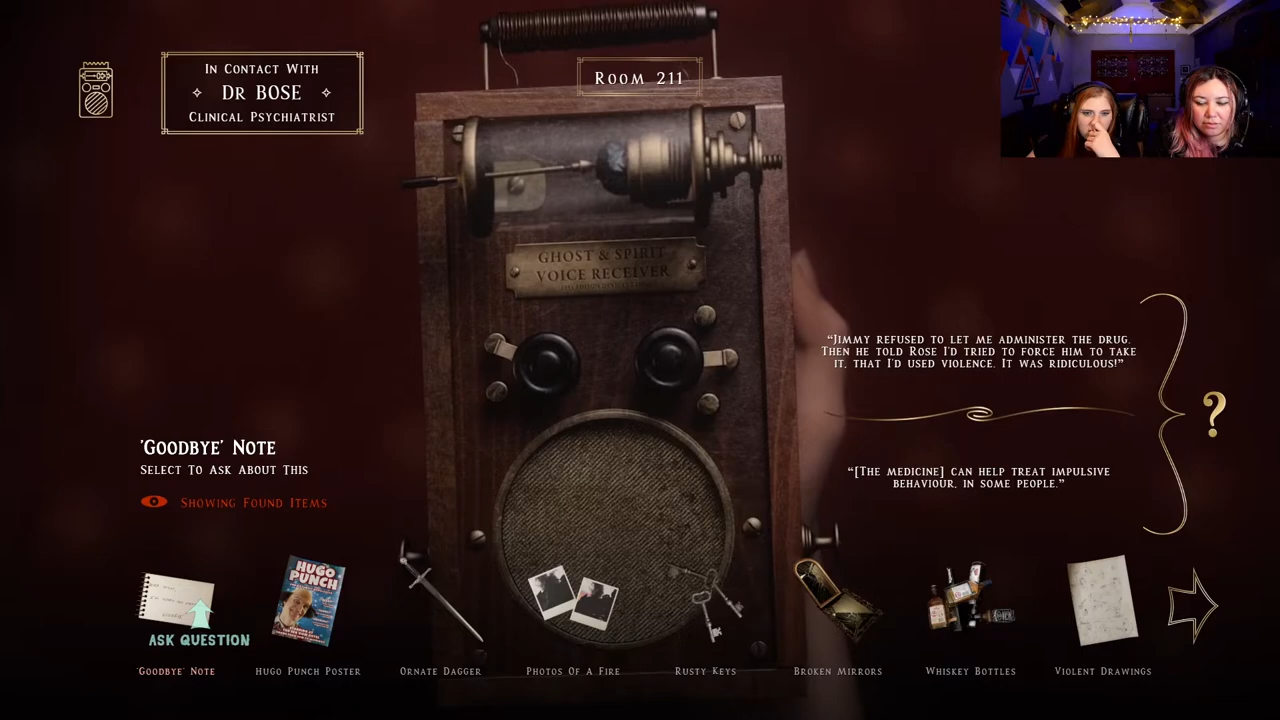 In Contact With
Dr BOSE
Clinical Psychiatrist
Room 211
GHOST & SPIRIT
VOICE RECEIVER
"Jimmy refused to let me administer the drug.
Then he told Rose I'd tried to force him to take
it, that I'd used violence. It was ridiculous!"
?
"[The medicine] can help treat impulsive
behaviour, in some people."
'Goodbye' Note
Select To Ask About This
Showing Found Items
HUGO
PUNCH
ASK QUESTION
'Goodbye' Note
Hugo Punch Poster
Ornate Dagger
Photos Of A Fire
Rusty Keys
Broken Mirrors
Whiskey Bottles
Violent Drawings